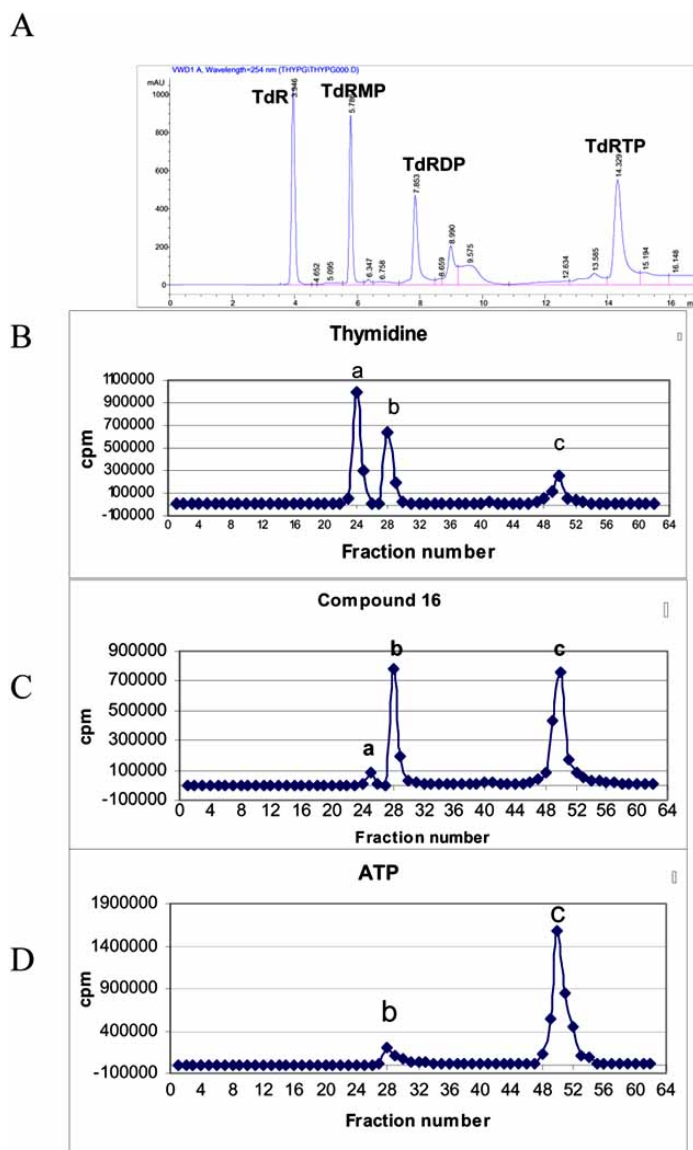 A
VWD1 A, Wavelength=254 nm (THYPG\THYPG000.D)
mAU
1000
800
600
400
200
0
TdR
3.946
TdRMP
TdRDP
7.853
TdRTP
14.329
4.652
5.095
6.347
6.758
8.659
8.990
9.575
12.634
13.585
15.194
16.148
0 2 4 6 8 10 12 14 16
B
Thymidine
a
b
c
cpm
1100000
900000
700000
500000
300000
100000
-100000
0 4 8 12 16 20 24 28 32 36 40 44 48 52 56 60 64
Fraction number
C
Compound 16
a
b
c
cpm
900000
700000
500000
300000
100000
-100000
0 4 8 12 16 20 24 28 32 36 40 44 48 52 56 60 64
Fraction number
D
ATP
b
C
cpm
1900000
1400000
900000
400000
-100000
0 4 8 12 16 20 24 28 32 36 40 44 48 52 56 60 64
Fraction number